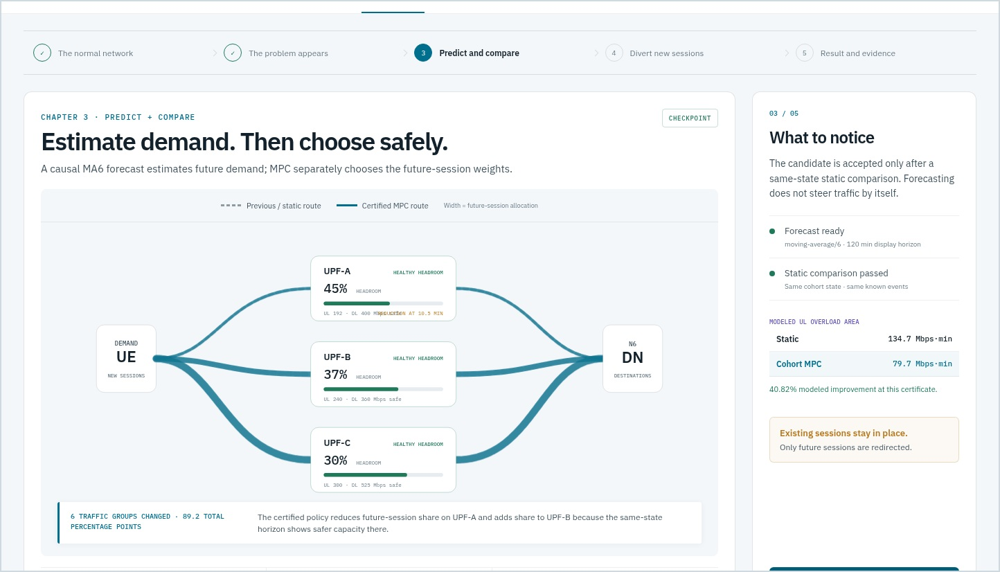 ✓ The normal network
✓ The problem appears
3 Predict and compare
4 Divert new sessions
5 Result and evidence
CHAPTER 3 · PREDICT + COMPARE
CHECKPOINT
Estimate demand. Then choose safely.
A causal MA6 forecast estimates future demand; MPC separately chooses the future-session weights.
Previous / static route
Certified MPC route
Width = future-session allocation
DEMAND
UE
NEW SESSIONS
UPF-A
HEALTHY HEADROOM
45% HEADROOM
UL 192 · DL 400 Mbps safe
AT 10.5 MIN
UPF-B
HEALTHY HEADROOM
37% HEADROOM
UL 240 · DL 360 Mbps safe
UPF-C
HEALTHY HEADROOM
30% HEADROOM
UL 300 · DL 525 Mbps safe
N6
DN
DESTINATIONS
6 TRAFFIC GROUPS CHANGED · 89.2 TOTAL
PERCENTAGE POINTS
The certified policy reduces future-session share on UPF-A and adds share to UPF-B because the same-state
horizon shows safer capacity there.
03 / 05
What to notice
The candidate is accepted only after a
same-state static comparison. Forecasting
does not steer traffic by itself.
Forecast ready
moving-average/6 · 120 min display horizon
Static comparison passed
Same cohort state · same known events
MODELED UL OVERLOAD AREA
Static 134.7 Mbps·min
Cohort MPC 79.7 Mbps·min
40.82% modeled improvement at this certificate.
Existing sessions stay in place.
Only future sessions are redirected.